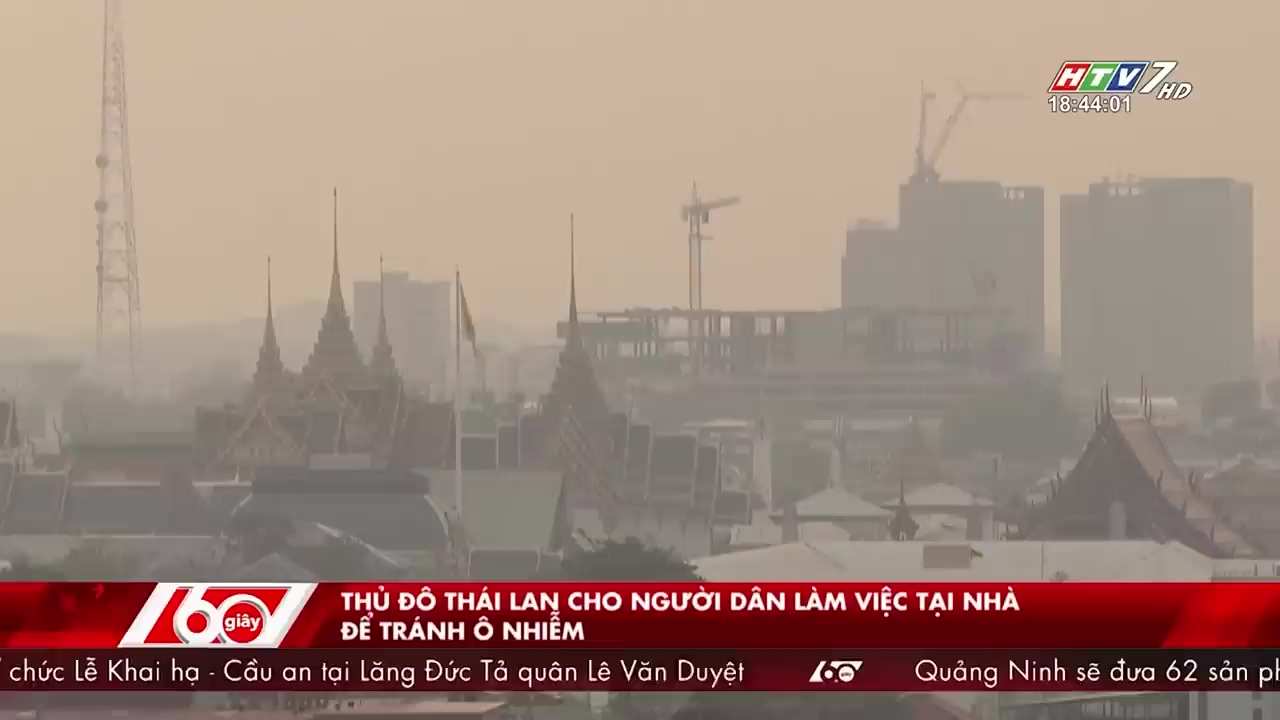 HTV7 HD
18:44:01
60 giây
THỦ ĐÔ THÁI LAN CHO NGƯỜI DÂN LÀM VIỆC TẠI NHÀ
ĐỂ TRÁNH Ô NHIỄM
chức Lễ Khai hạ - Cầu an tại Lăng Đức Tả quân Lê Văn Duyệt 60 giây Quảng Ninh sẽ đưa 62 sản